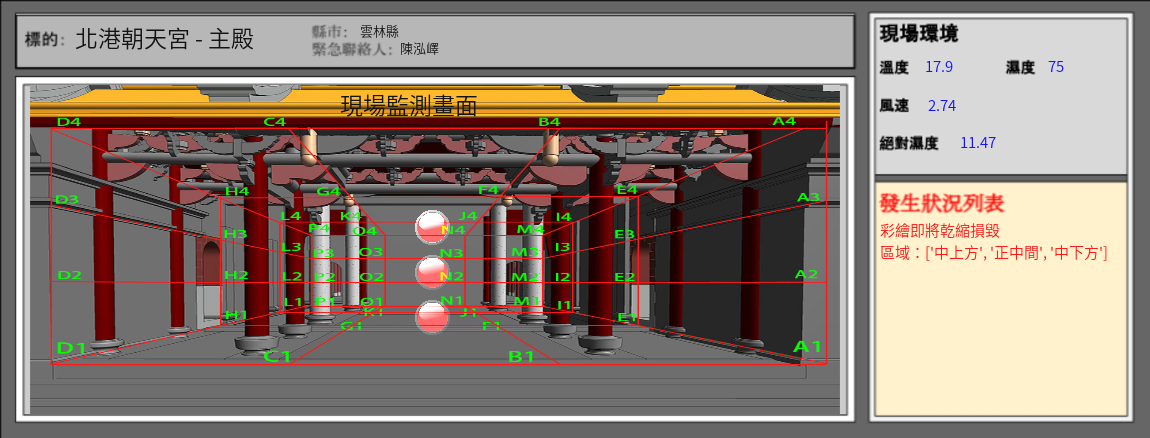 標的： 北港朝天宮 - 主殿
縣市： 雲林縣
緊急聯絡人： 陳泓嶧
現場監測畫面
D4 C4 B4 A4
D3 H4 G4 F4 E4 A3
L4 K4 J4 I4
P4 O4 N4 M4
H3 E3
L3 P3 O3 N3 M3 I3
D2 H2 L2 P2 O2 N2 M2 I2 E2 A2
L1 P1 O1 N1 M1 I1
H1 K1 J1 E1
G1 F1
D1 C1 B1 A1
現場環境
溫度 17.9 濕度 75
風速 2.74
絕對濕度 11.47
發生狀況列表
彩繪即將乾縮損毀
區域：['中上方', '正中間', '中下方']